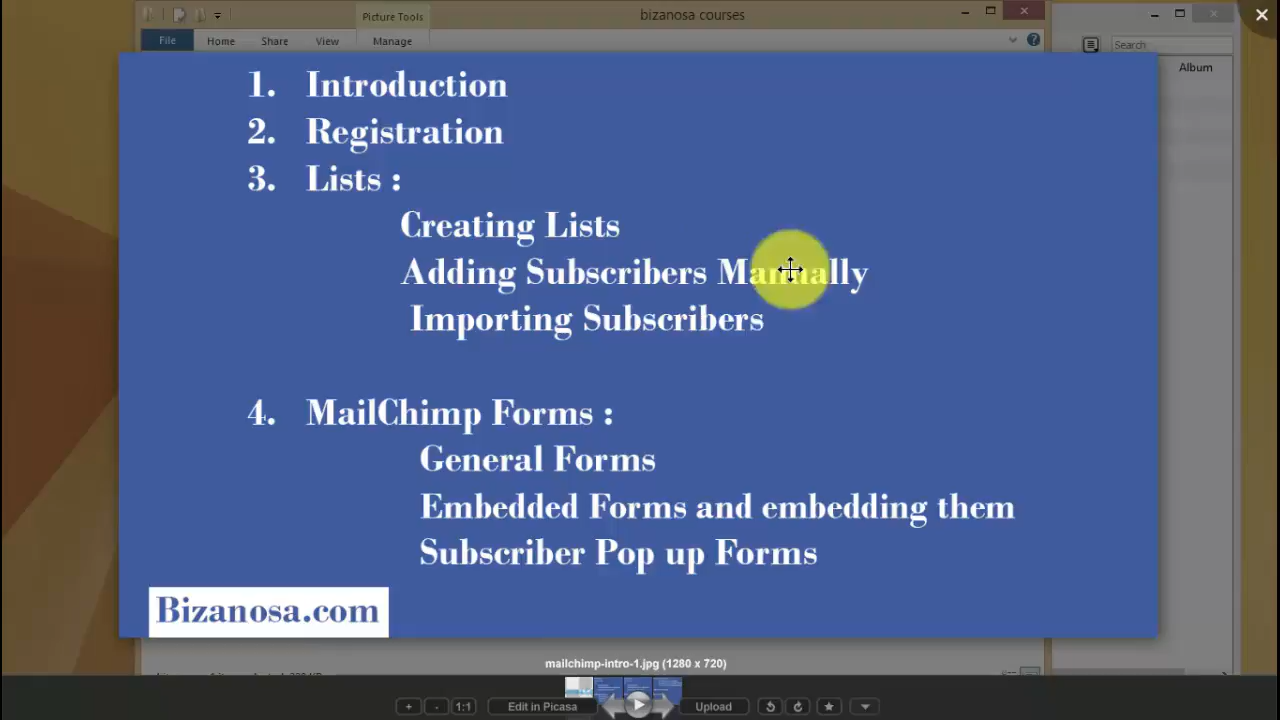 Picture Tools
bizanosa courses
File
Home
Share
View
Manage
Search
Album
1. Introduction
2. Registration
3. Lists :
Creating Lists
Adding Subscribers Manually
Importing Subscribers
4. MailChimp Forms :
General Forms
Embedded Forms and embedding them
Subscriber Pop up Forms
Bizanosa.com
mailchimp-intro-1.jpg (1280 x 720)
+ - 1:1 Edit in Picasa Upload